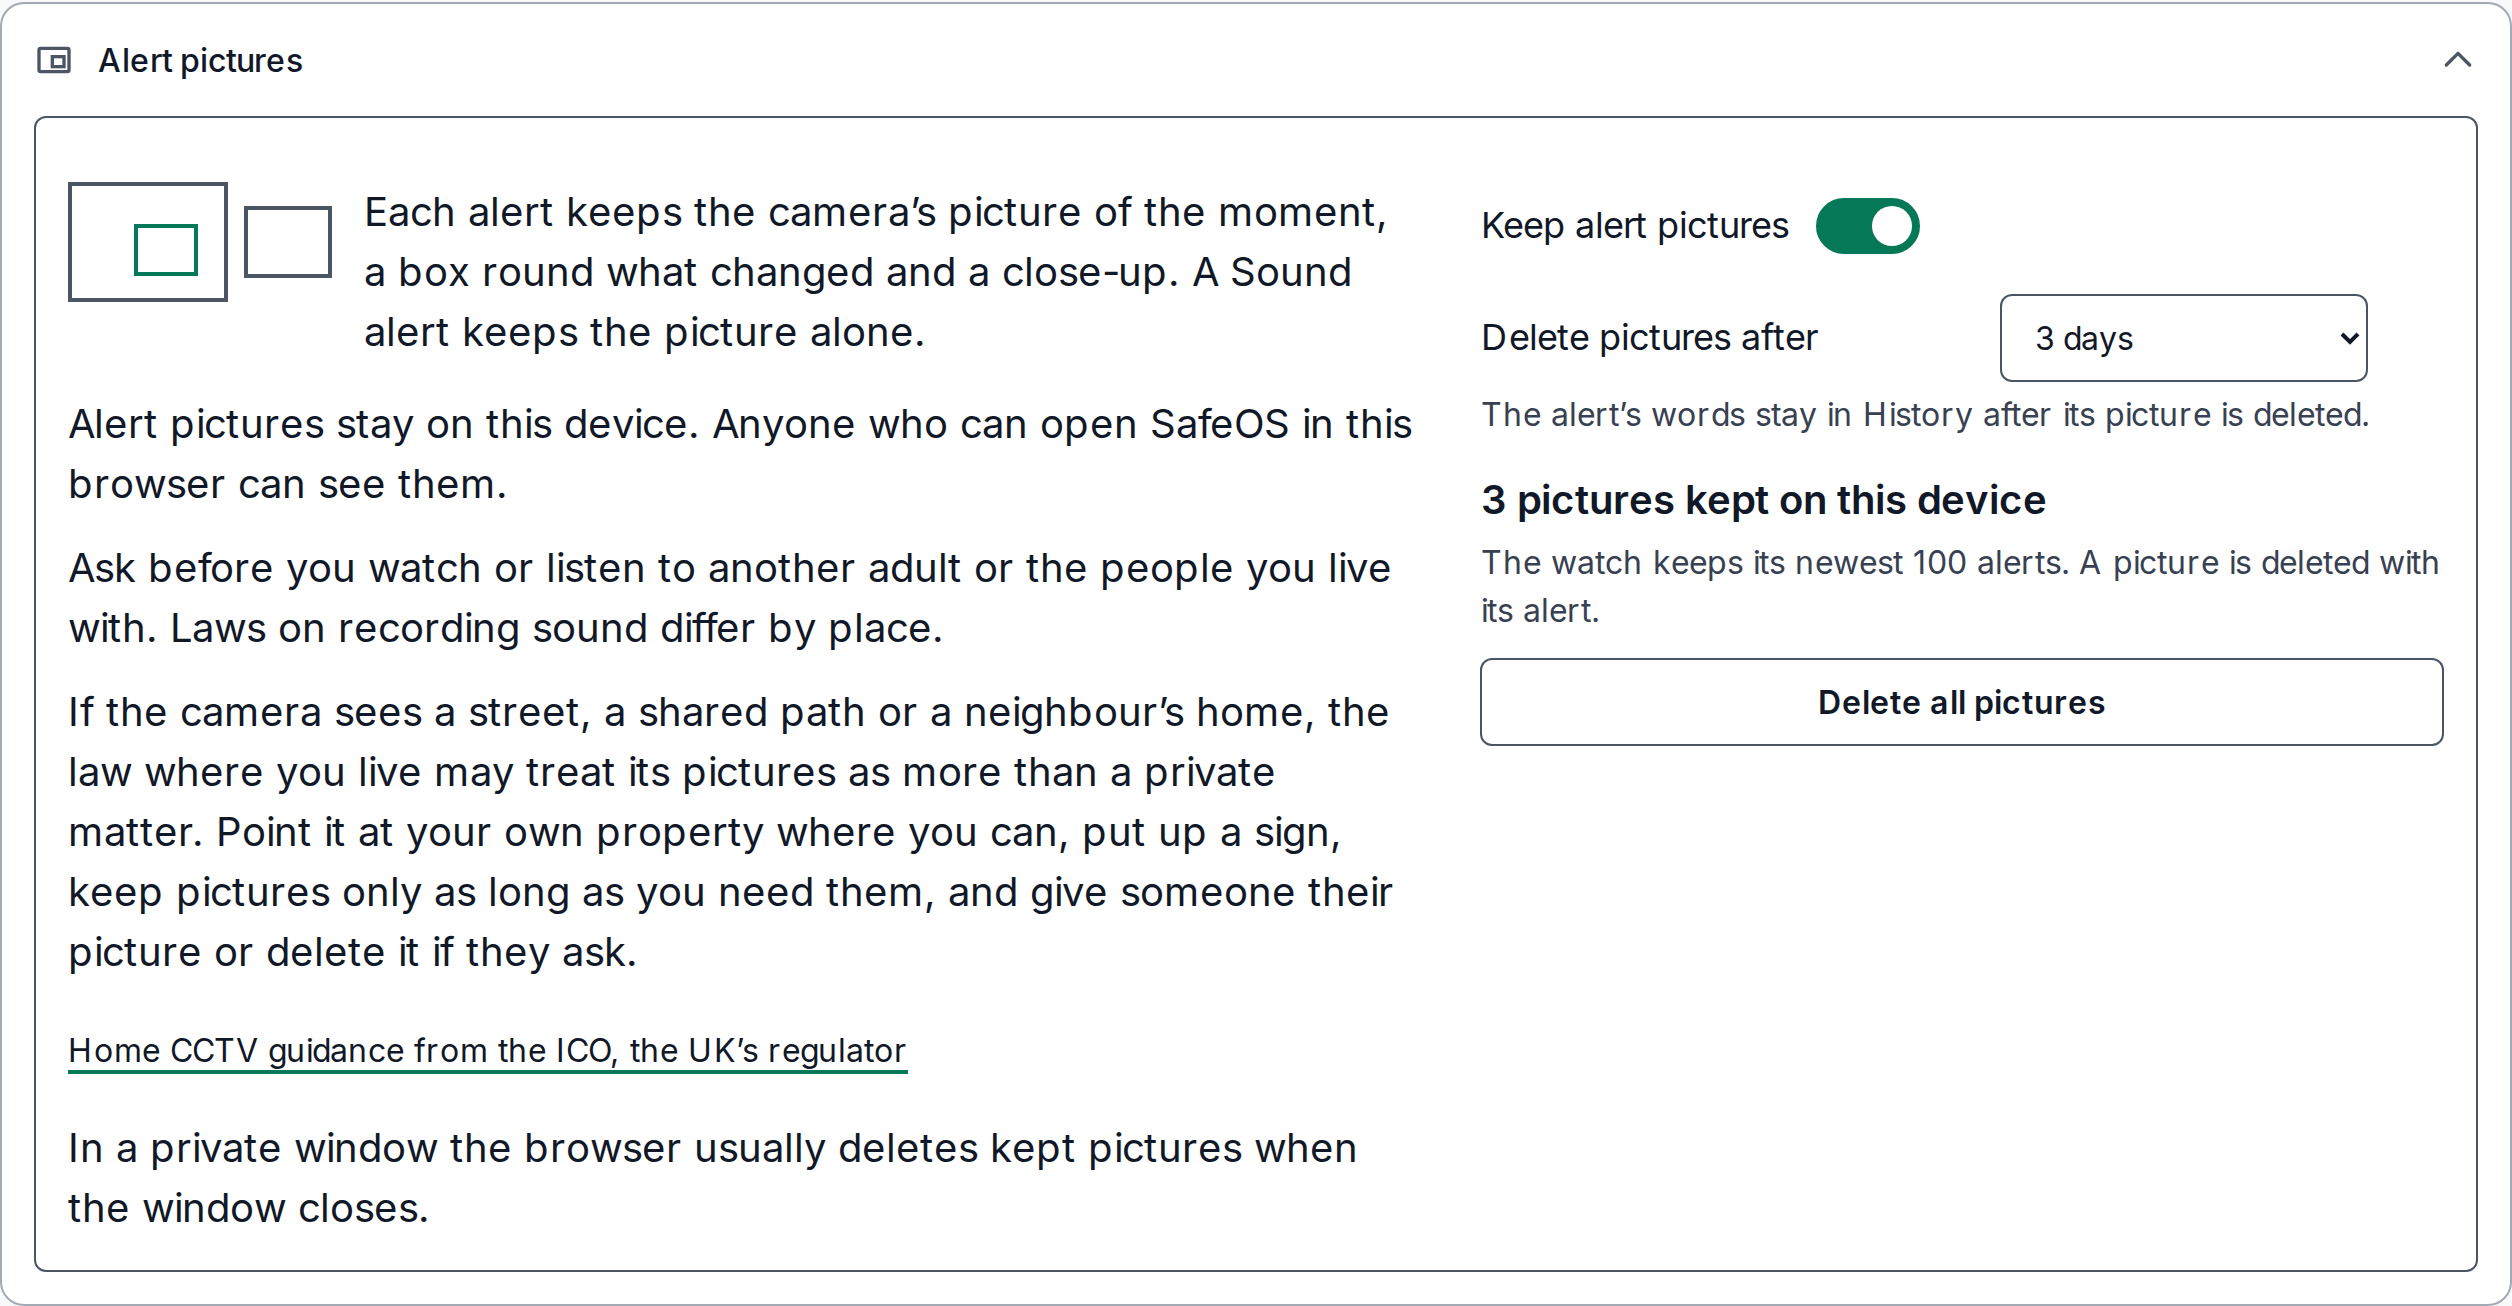 Alert pictures
Each alert keeps the camera’s picture of the moment,
a box round what changed and a close-up. A Sound
alert keeps the picture alone.
Alert pictures stay on this device. Anyone who can open SafeOS in this
browser can see them.
Ask before you watch or listen to another adult or the people you live
with. Laws on recording sound differ by place.
If the camera sees a street, a shared path or a neighbour’s home, the
law where you live may treat its pictures as more than a private
matter. Point it at your own property where you can, put up a sign,
keep pictures only as long as you need them, and give someone their
picture or delete it if they ask.
Home CCTV guidance from the ICO, the UK’s regulator
In a private window the browser usually deletes kept pictures when
the window closes.
Keep alert pictures
Delete pictures after
3 days
The alert’s words stay in History after its picture is deleted.
3 pictures kept on this device
The watch keeps its newest 100 alerts. A picture is deleted with
its alert.
Delete all pictures